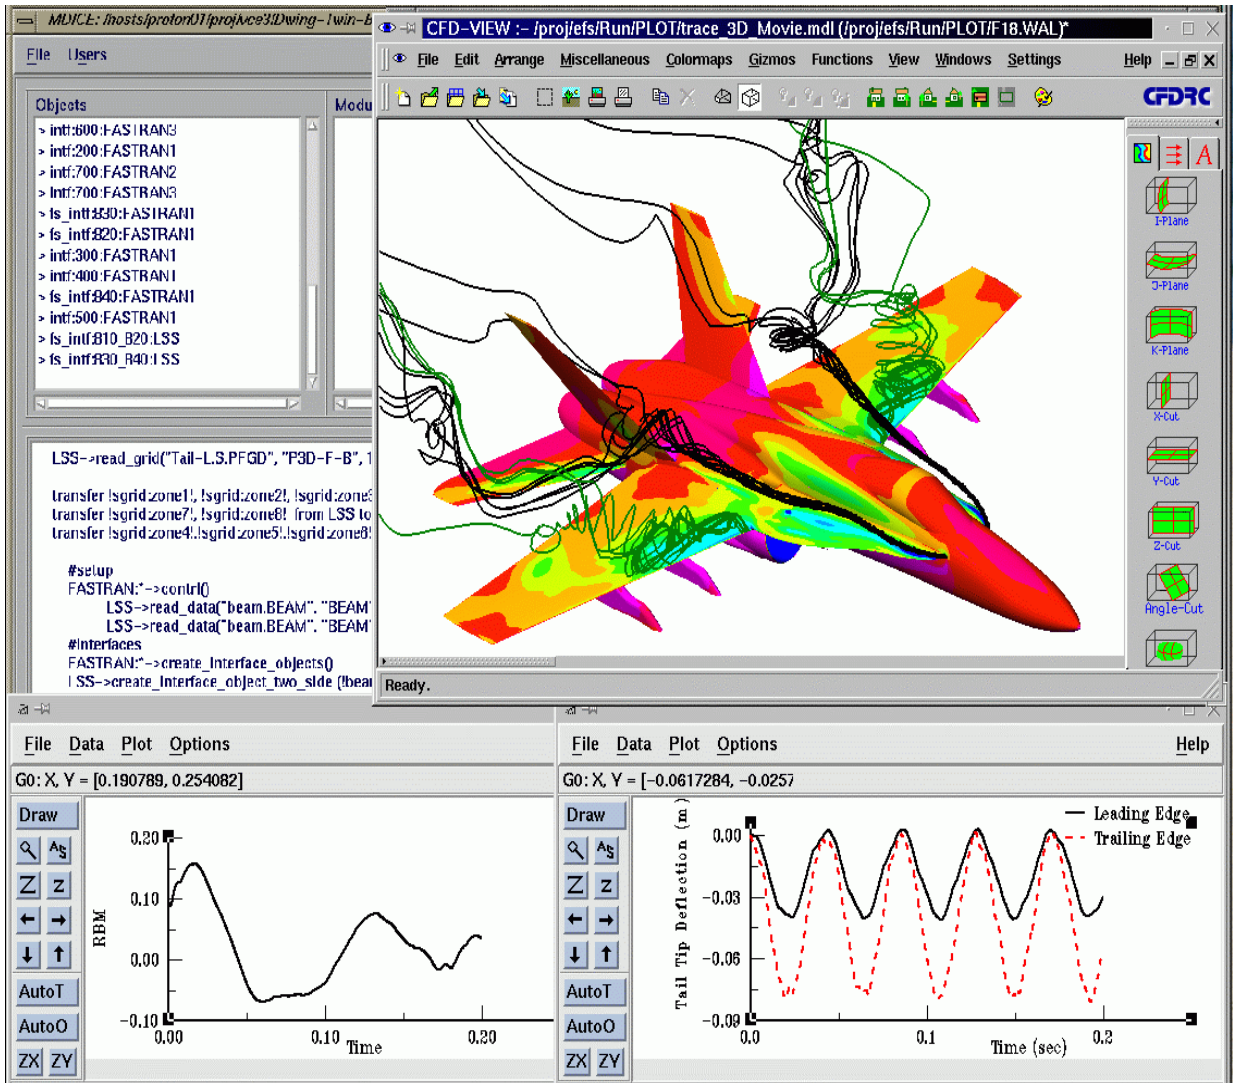 MDICE: /hosts/proton01/proj/vce3/Dwing-1win-B
File Users
Objects
Modu
> intf:600:FASTRAN3
> intf:200:FASTRAN1
> intf:700:FASTRAN2
> intf:700:FASTRAN3
> fs_intf:830:FASTRAN1
> fs_intf:820:FASTRAN1
> intf:300:FASTRAN1
> intf:400:FASTRAN1
> fs_intf:840:FASTRAN1
> intf:500:FASTRAN1
> fs_intf:810_820:LSS
> fs_intf:830_840:LSS
LSS->read_grid("Tail-L.S.PFGD", "P3D-F-B", 1
transfer !sgrid:zone1!, !sgrid:zone2!, !sgrid:zone3
transfer !sgrid:zone7!, !sgrid:zone8! from LSS to
transfer !sgrid:zone4!,!sgrid:zone5!,!sgrid:zone6!
#setup
FASTRAN:*->contrl()
LSS->read_data("beam.BEAM", "BEAM"
LSS->read_data("beam.BEAM", "BEAM"
#interfaces
FASTRAN:*->create_interface_objects()
LSS->create_interface_object_two_side (!bear
CFD-VIEW :- /proj/efs/Run/PLOT/trace_3D_Movie.mdl (/proj/efs/Run/PLOT/F18.WAL)*
File Edit Arrange Miscellaneous Colormaps Gizmos Functions View Windows Settings Help
CFDRC
A
I-Plane
J-Plane
K-Plane
X-Cut
Y-Cut
Z-Cut
Angle-Cut
Ready.
File Data Plot Options
G0: X, Y = [0.190789, 0.254082]
Draw
AS
Z z
AutoT
AutoO
ZX ZY
RBM
0.20
0.10
0.00
-0.10
0.00 0.10 0.20
Time
File Data Plot Options Help
G0: X, Y = [-0.0617284, -0.0257
Draw
AS
Z z
AutoT
AutoO
ZX ZY
Tail Tip Deflection (m)
Leading Edge
Trailing Edge
0.00
-0.03
-0.06
-0.09
0.0 0.1 0.2
Time (sec)